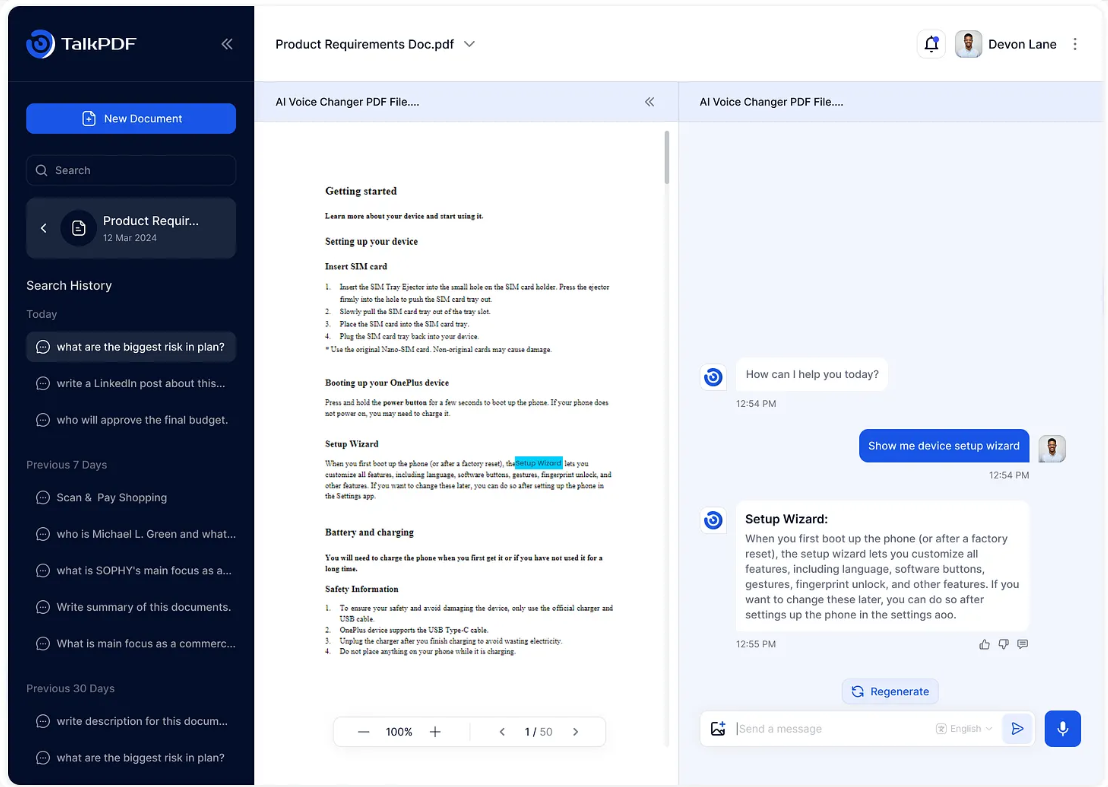 TalkPDF
New Document
Search
Product Requir...
12 Mar 2024
Search History
Today
what are the biggest risk in plan?
write a LinkedIn post about this...
who will approve the final budget.
Previous 7 Days
Scan & Pay Shopping
who is Michael L. Green and what...
what is SOPHY's main focus as a...
Write summary of this documents.
What is main focus as a commerc...
Previous 30 Days
write description for this docum...
what are the biggest risk in plan?
Product Requirements Doc.pdf
Devon Lane
AI Voice Changer PDF File....
Getting started
Learn more about your device and start using it.
Setting up your device
Insert SIM card
1. Insert the SIM Tray Ejector into the small hole on the SIM card holder. Press the ejector
firmly into the hole to push the SIM card tray out.
2. Slowly pull the SIM card tray out of the tray slot.
3. Place the SIM card into the SIM card tray.
4. Plug the SIM card tray back into your device.
* Use the original Nano-SIM card. Non-original cards may cause damage.
Booting up your OnePlus device
Press and hold the power button for a few seconds to boot up the phone. If your phone does
not power on, you may need to charge it.
Setup Wizard
When you first boot up the phone (or after a factory reset), the Setup Wizard lets you
customize all features, including language, software buttons, gestures, fingerprint unlock, and
other features. If you want to change these later, you can do so after setting up the phone in
the Settings app.
Battery and charging
You will need to charge the phone when you first get it or if you have not used it for a
long time.
Safety Information
1. To ensure your safety and avoid damaging the device, only use the official charger and
USB cable.
2. OnePlus device supports the USB Type-C cable.
3. Unplug the charger after you finish charging to avoid wasting electricity.
4. Do not place anything on your phone while it is charging.
100%
1 / 50
AI Voice Changer PDF File....
How can I help you today?
12:54 PM
Show me device setup wizard
12:54 PM
Setup Wizard:
When you first boot up the phone (or after a factory
reset), the setup wizard lets you customize all
features, including language, software buttons,
gestures, fingerprint unlock, and other features. If you
want to change these later, you can do so after
settings up the phone in the settings aoo.
12:55 PM
Regenerate
Send a message
English